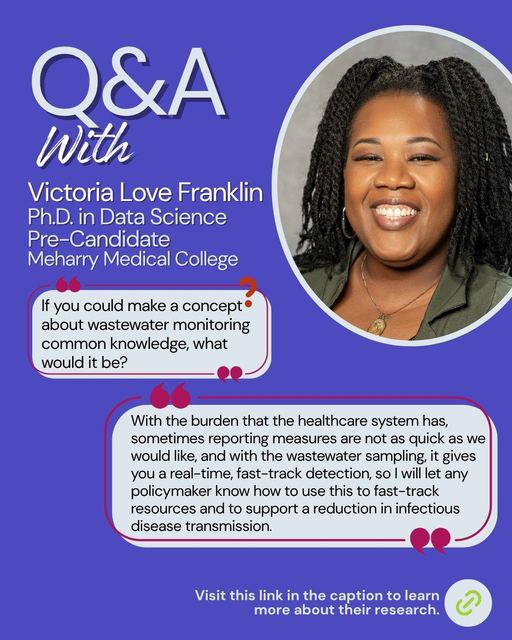 Q&A
With
Victoria Love Franklin
Ph.D. in Data Science
Pre-Candidate
Meharry Medical College
❝
?
If you could make a concept
about wastewater monitoring
common knowledge, what
would it be?
❞
❝
With the burden that the healthcare system has,
sometimes reporting measures are not as quick as we
would like, and with the wastewater sampling, it gives
you a real-time, fast-track detection, so I will let any
policymaker know how to use this to fast-track
resources and to support a reduction in infectious
disease transmission.
❞
Visit this link in the caption to learn
more about their research.